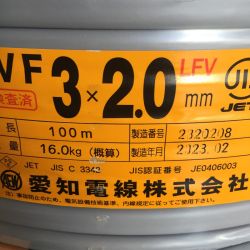 VVF 3×2.0mm LFV JIS JET
検査済
長 100m 製造番号 2320208
量 16.0kg(概算) 製造年月 2023.02
JET JIS C 3342 JIS認証番号 JE0406003
愛知電線株式会社